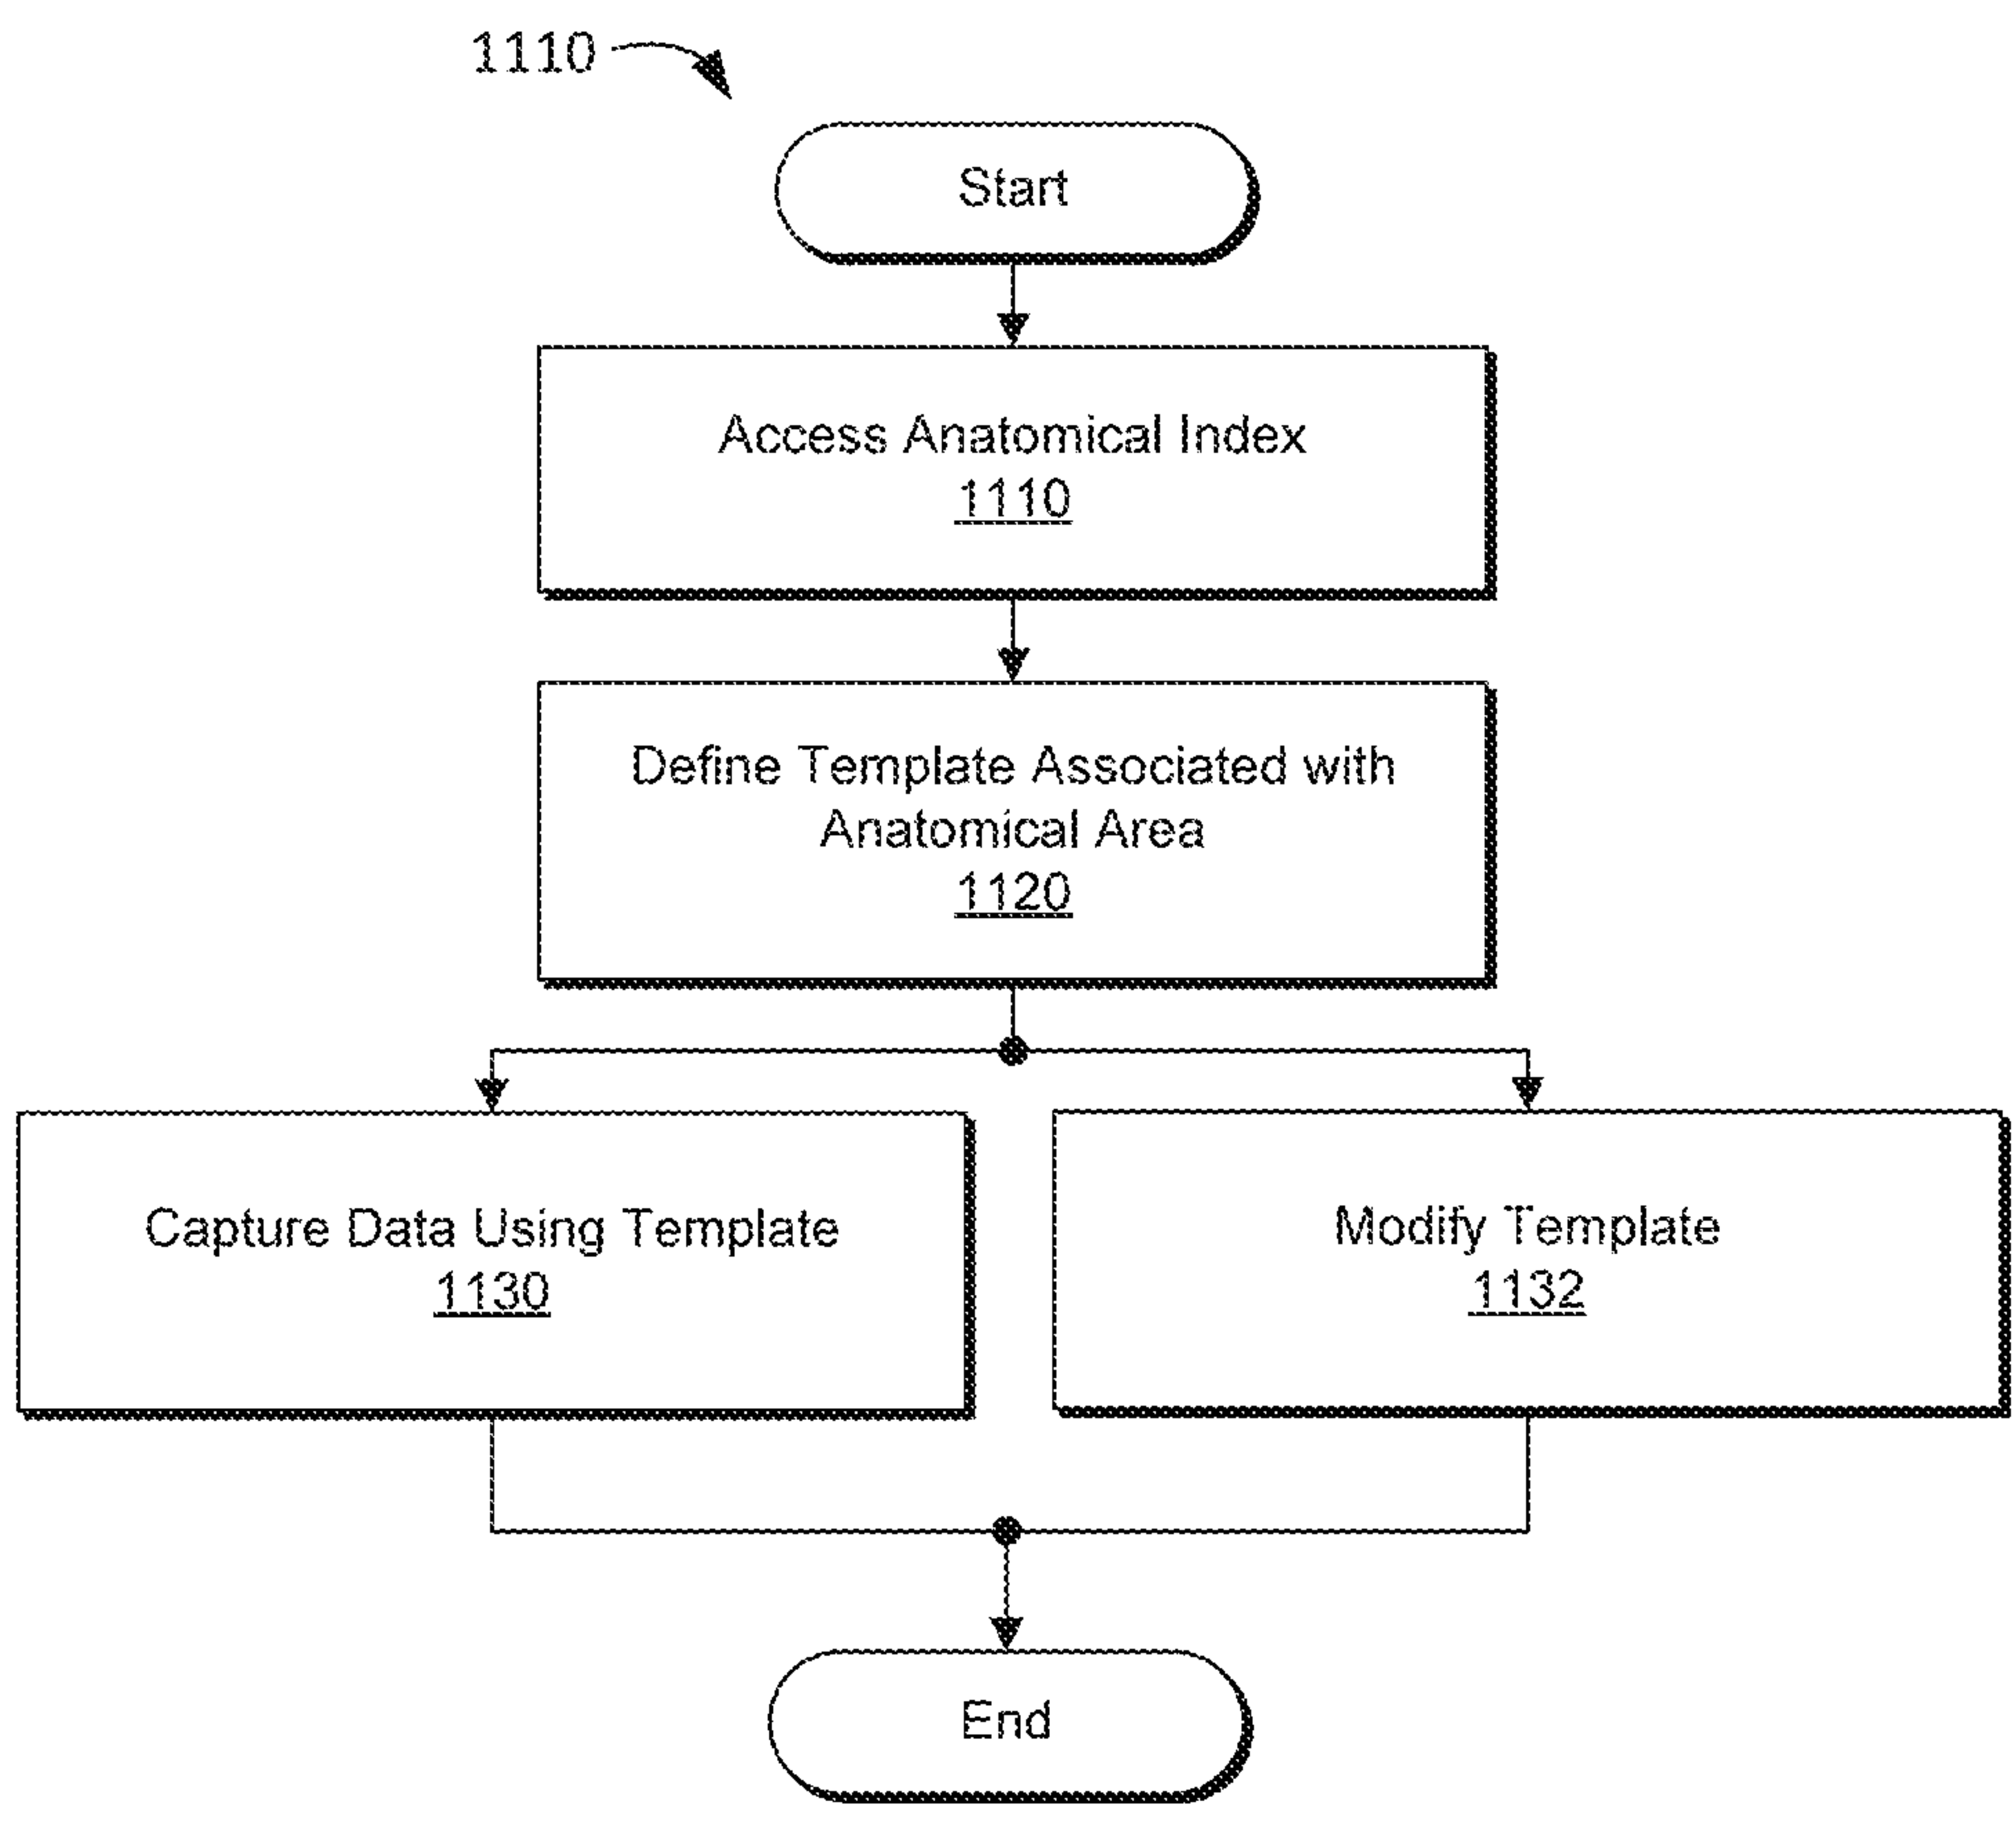 1110
Start
Access Anatomical Index
1110
Define Template Associated with
Anatomical Area
1120
Capture Data Using Template
1130
Modify Template
1132
End